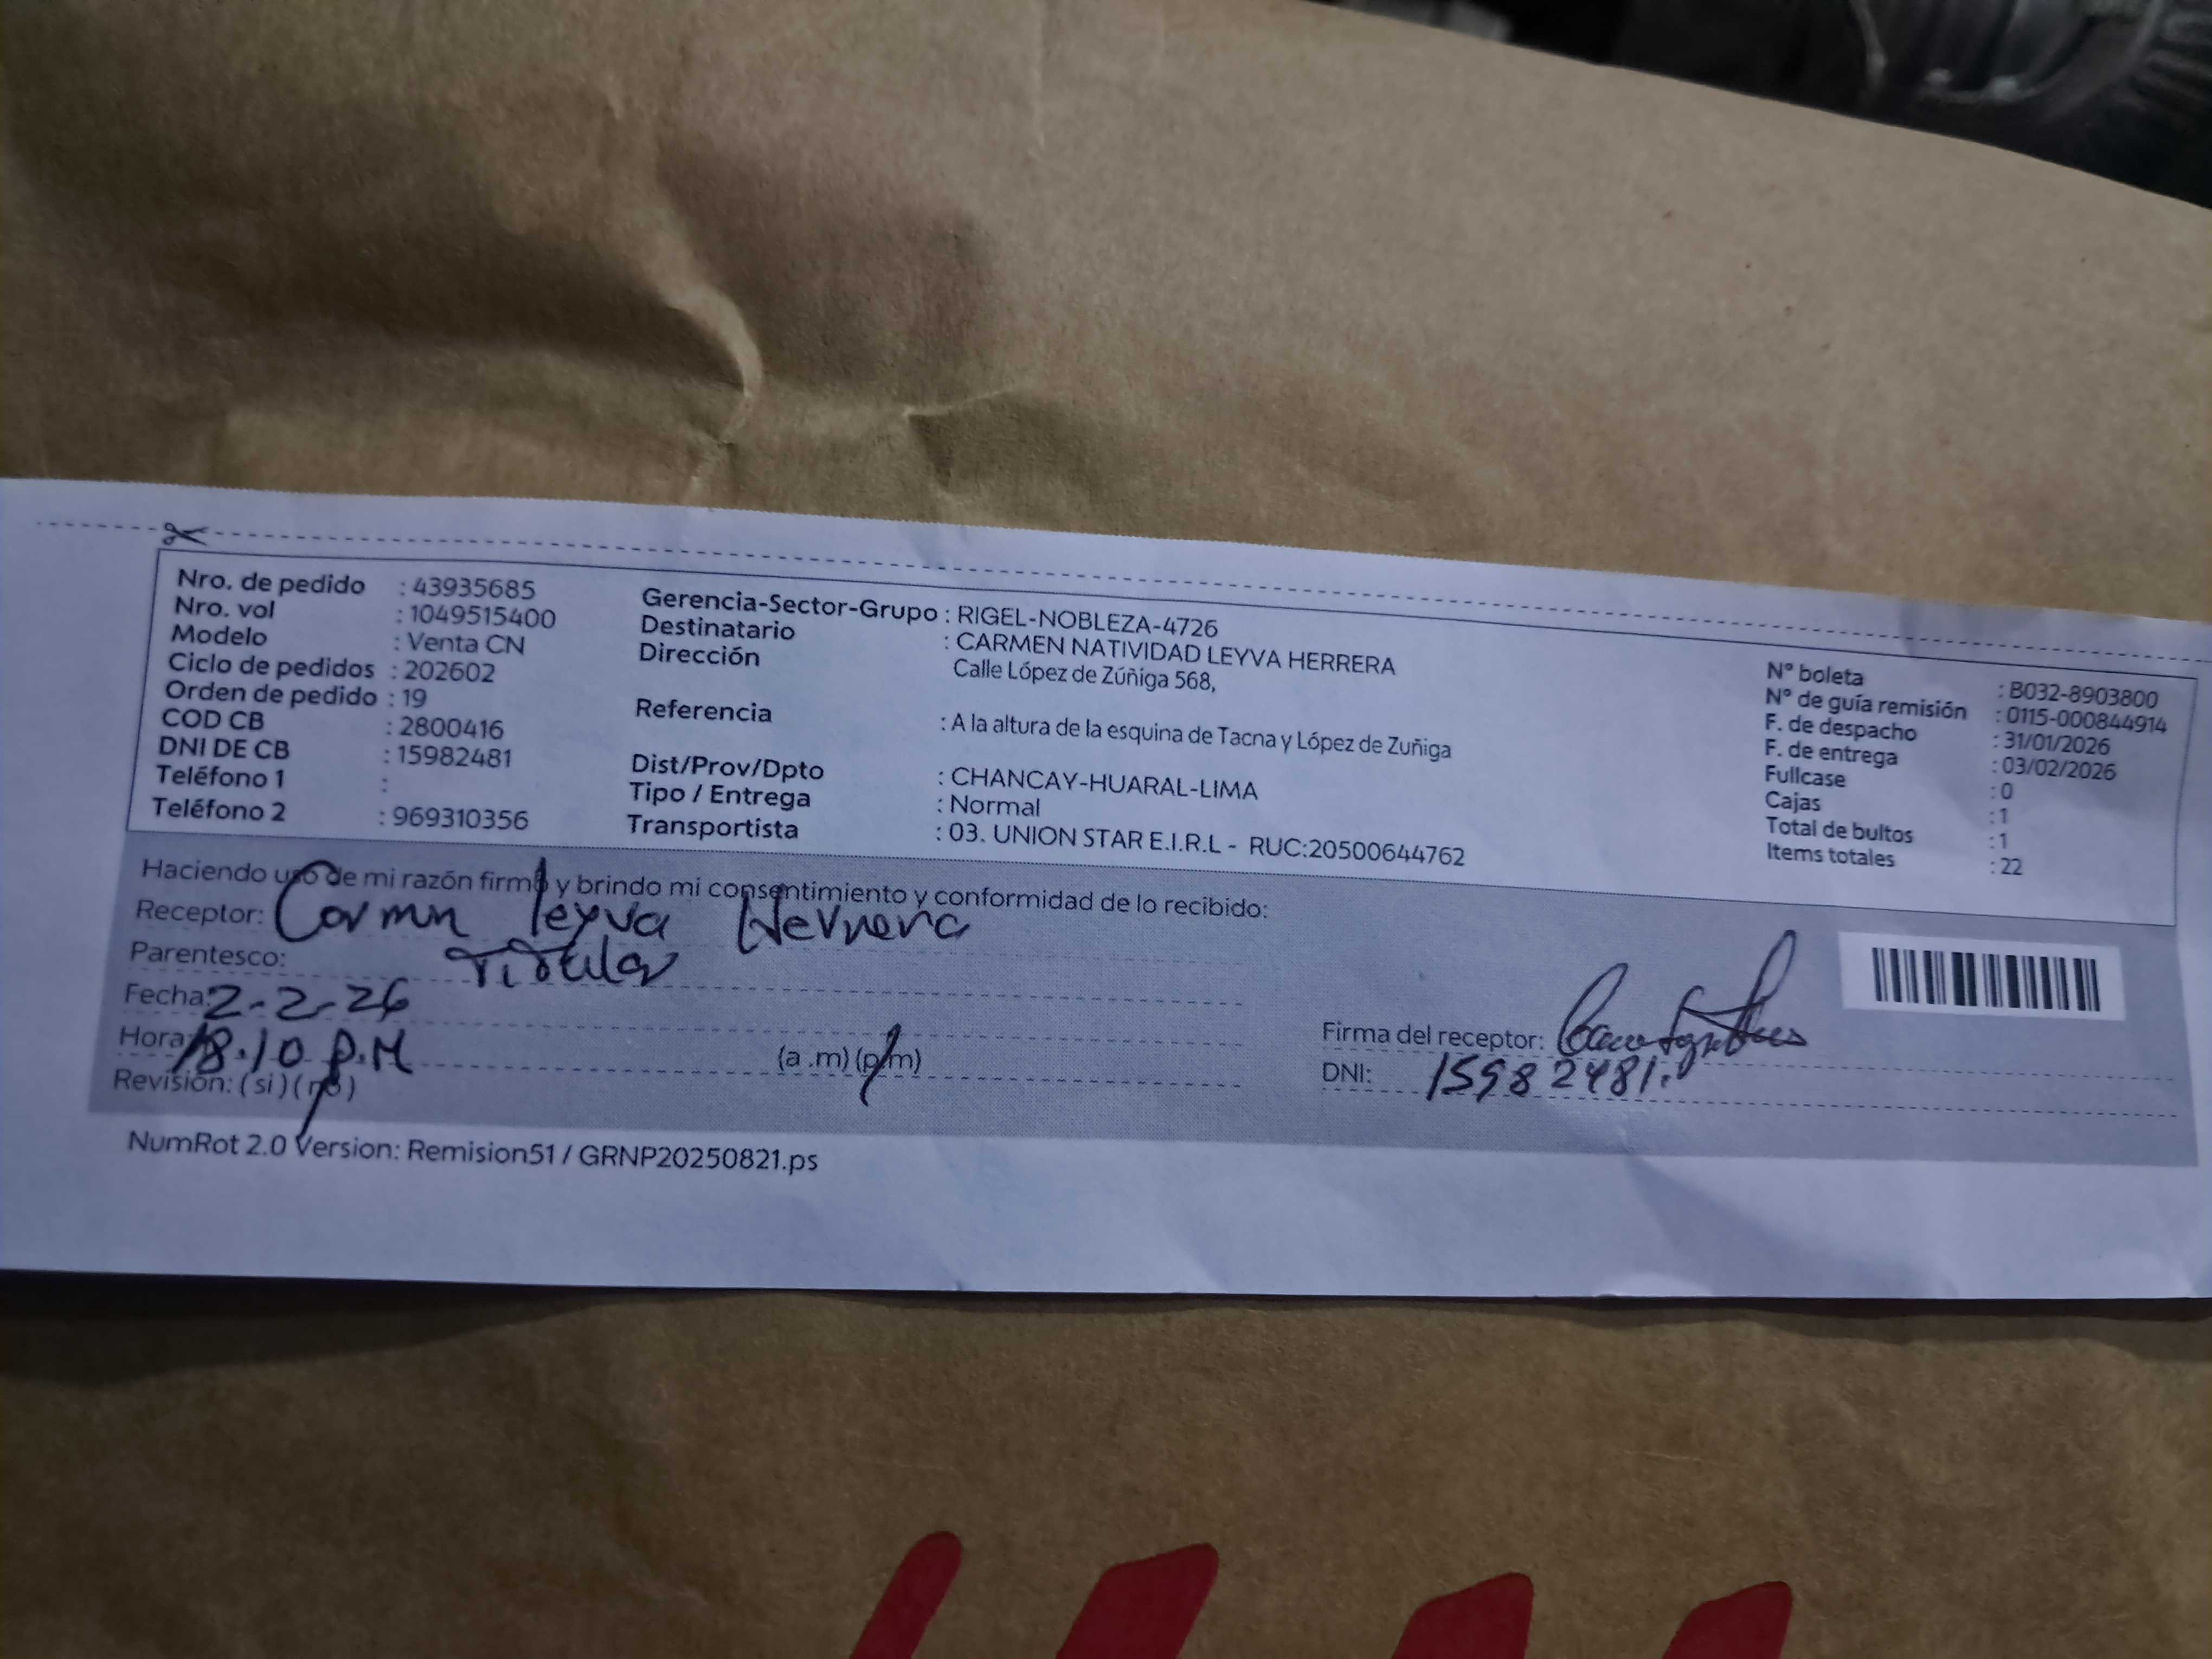 Nro. de pedido : 43935685
Nro. vol : 1049515400
Modelo : Venta CN
Ciclo de pedidos : 202602
Orden de pedido : 19
COD CB : 2800416
DNI DE CB : 15982481
Teléfono 1 :
Teléfono 2 : 969310356
Gerencia-Sector-Grupo : RIGEL-NOBLEZA-4726
Destinatario : CARMEN NATIVIDAD LEYVA HERRERA
Dirección Calle López de Zúñiga 568,
Referencia : A la altura de la esquina de Tacna y López de Zuñiga
Dist/Prov/Dpto : CHANCAY-HUARAL-LIMA
Tipo / Entrega : Normal
Transportista : 03. UNION STAR E.I.R.L - RUC:20500644762
N° boleta : B032-8903800
N° de guía remisión : 0115-000844914
F. de despacho : 31/01/2026
F. de entrega : 03/02/2026
Fullcase : 0
Cajas : 1
Total de bultos : 1
Items totales : 22
Haciendo uso de mi razón firmo y brindo mi consentimiento y conformidad de lo recibido:
Receptor: Carmen Leyva Herrera
Parentesco: Titular
Fecha: 2-2-26
Hora: 18.10 P.M (a .m) (p.m)
Revisión: (si) (no)
Firma del receptor:
DNI: 15982481.
NumRot 2.0 Version: Remision51 / GRNP20250821.ps